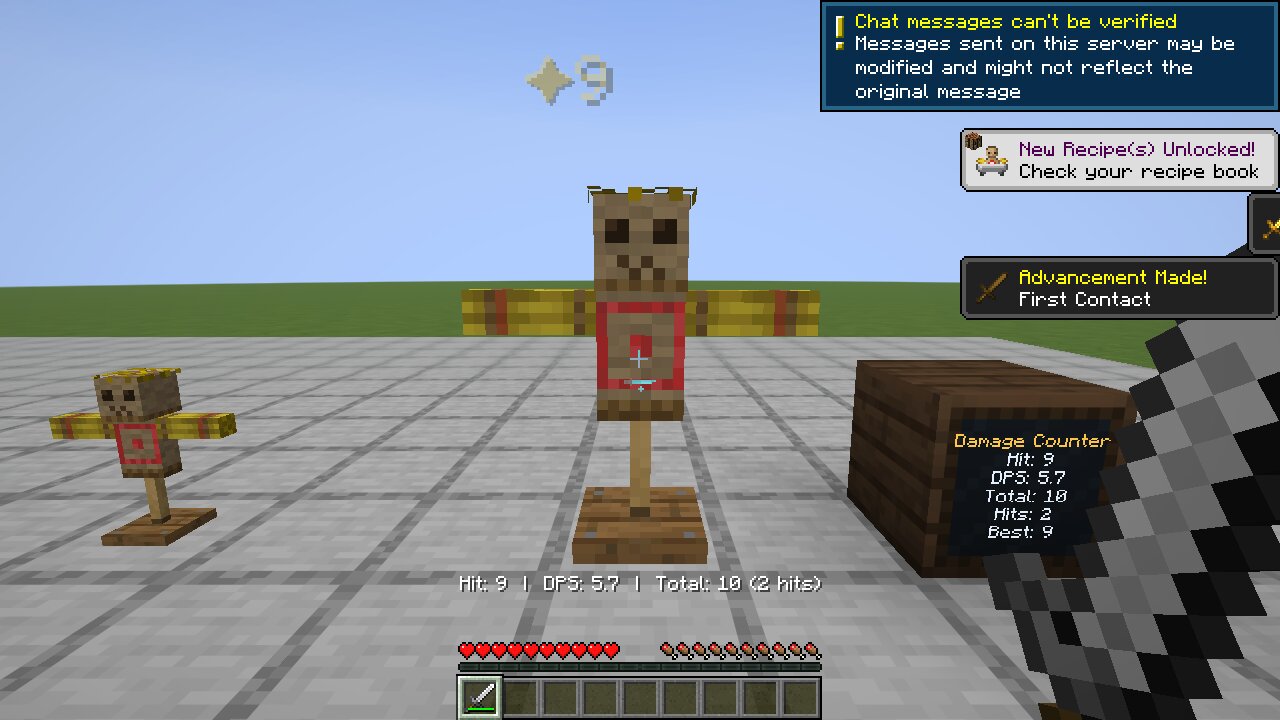 Chat messages can't be verified
Messages sent on this server may be
modified and might not reflect the
original message
9
New Recipe(s) Unlocked!
Check your recipe book
Advancement Made!
First Contact
Damage Counter
Hit: 9
DPS: 5.7
Total: 10
Hits: 2
Best: 9
Hit: 9 | DPS: 5.7 | Total: 10 (2 hits)